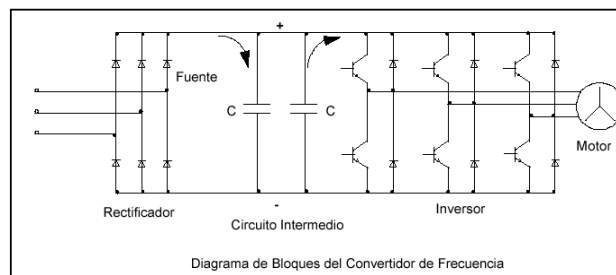 +
Fuente
C
C
Motor
-
Rectificador
Circuito Intermedio
Inversor
Diagrama de Bloques del Convertidor de Frecuencia